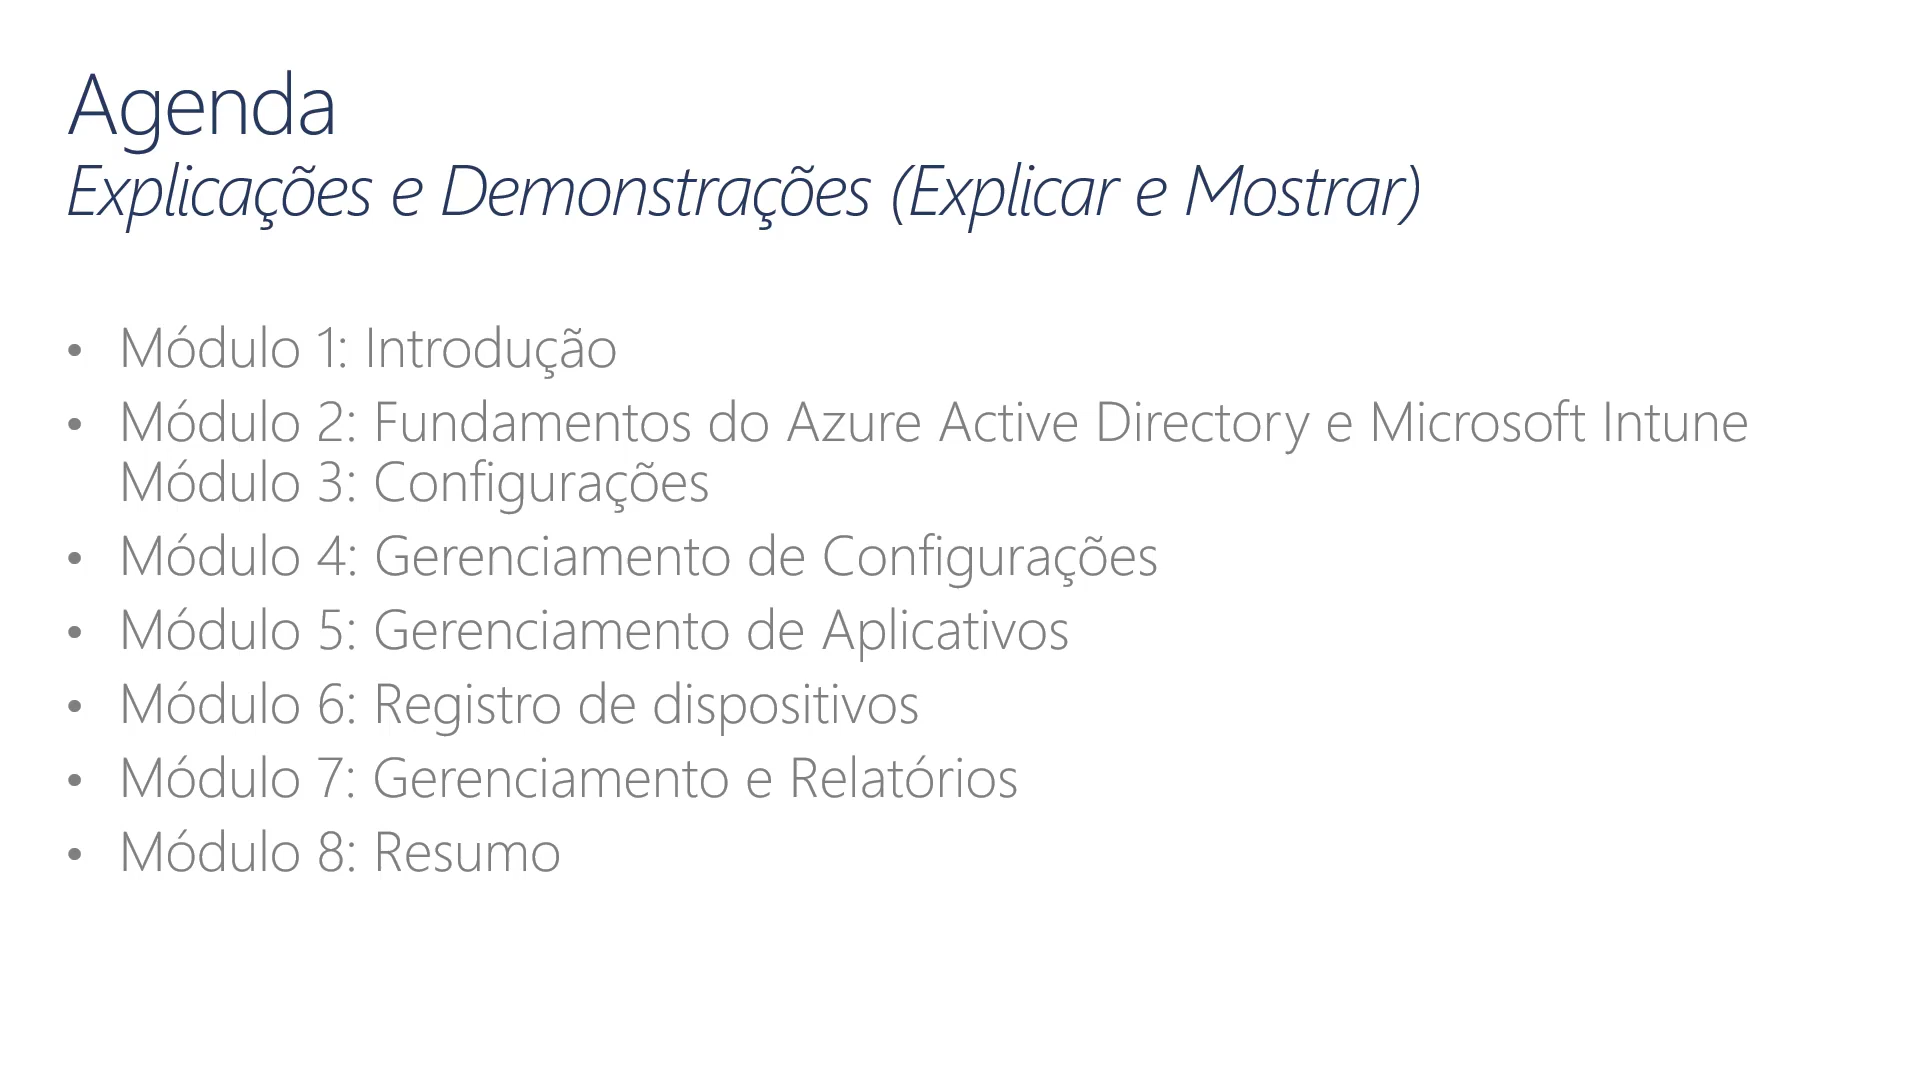 Agenda
Explicações e Demonstrações (Explicar e Mostrar)
• Módulo 1: Introdução
• Módulo 2: Fundamentos do Azure Active Directory e Microsoft Intune
Módulo 3: Configurações
• Módulo 4: Gerenciamento de Configurações
• Módulo 5: Gerenciamento de Aplicativos
• Módulo 6: Registro de dispositivos
• Módulo 7: Gerenciamento e Relatórios
• Módulo 8: Resumo